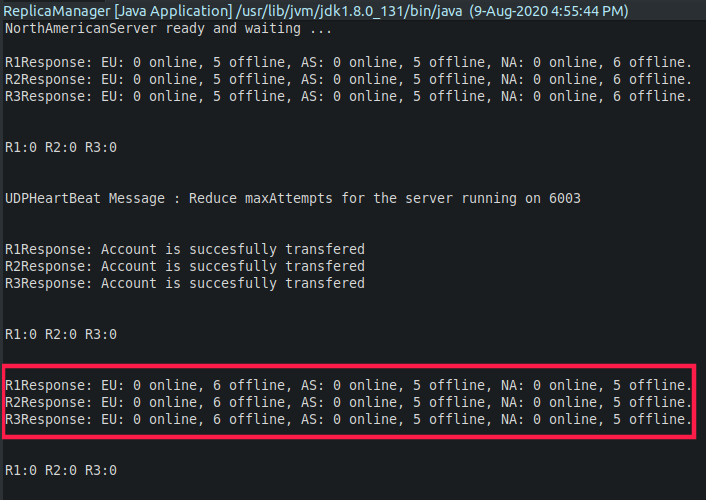 ReplicaManager [Java Application] /usr/lib/jvm/jdk1.8.0_131/bin/java (9-Aug-2020 4:55:44 PM)
NorthAmericanServer ready and waiting ...
R1Response: EU: 0 online, 5 offline, AS: 0 online, 5 offline, NA: 0 online, 6 offline.
R2Response: EU: 0 online, 5 offline, AS: 0 online, 5 offline, NA: 0 online, 6 offline.
R3Response: EU: 0 online, 5 offline, AS: 0 online, 5 offline, NA: 0 online, 6 offline.
R1:0 R2:0 R3:0
UDPHeartBeat Message : Reduce maxAttempts for the server running on 6003
R1Response: Account is succesfully transfered
R2Response: Account is succesfully transfered
R3Response: Account is succesfully transfered
R1:0 R2:0 R3:0
R1Response: EU: 0 online, 6 offline, AS: 0 online, 5 offline, NA: 0 online, 5 offline.
R2Response: EU: 0 online, 6 offline, AS: 0 online, 5 offline, NA: 0 online, 5 offline.
R3Response: EU: 0 online, 6 offline, AS: 0 online, 5 offline, NA: 0 online, 5 offline.
R1:0 R2:0 R3:0